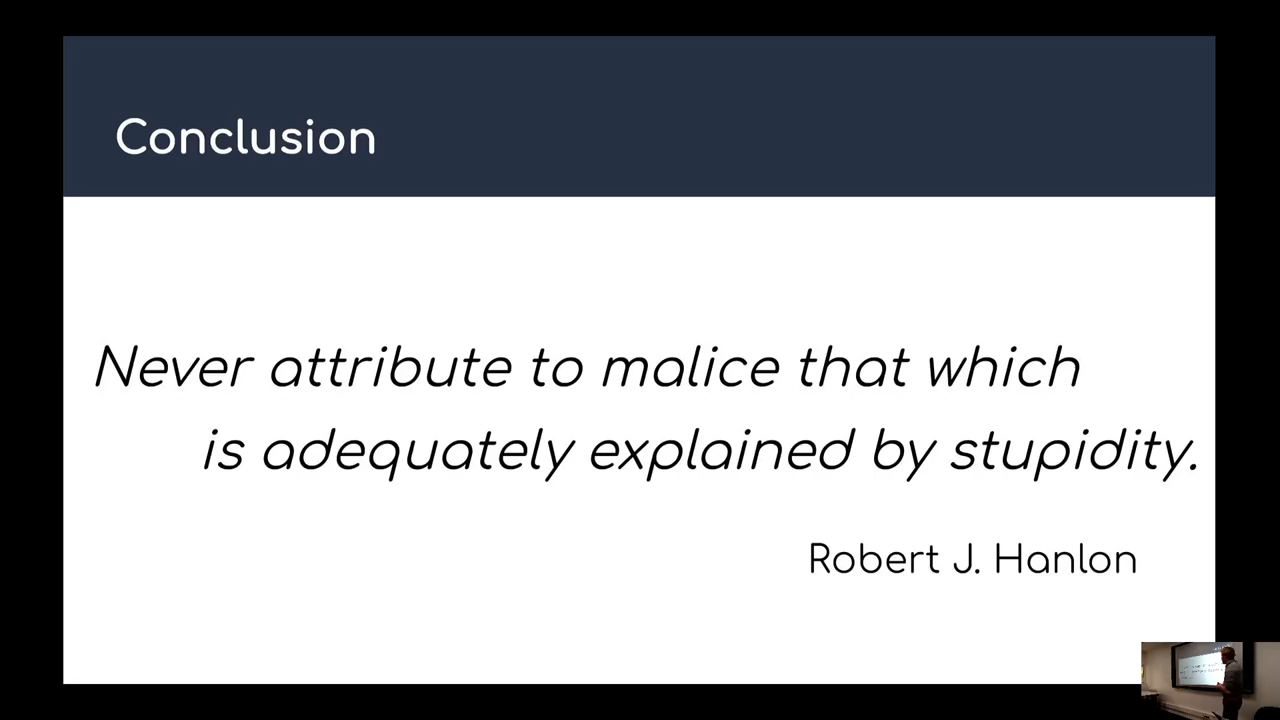 Conclusion
Never attribute to malice that which
is adequately explained by stupidity.
Robert J. Hanlon